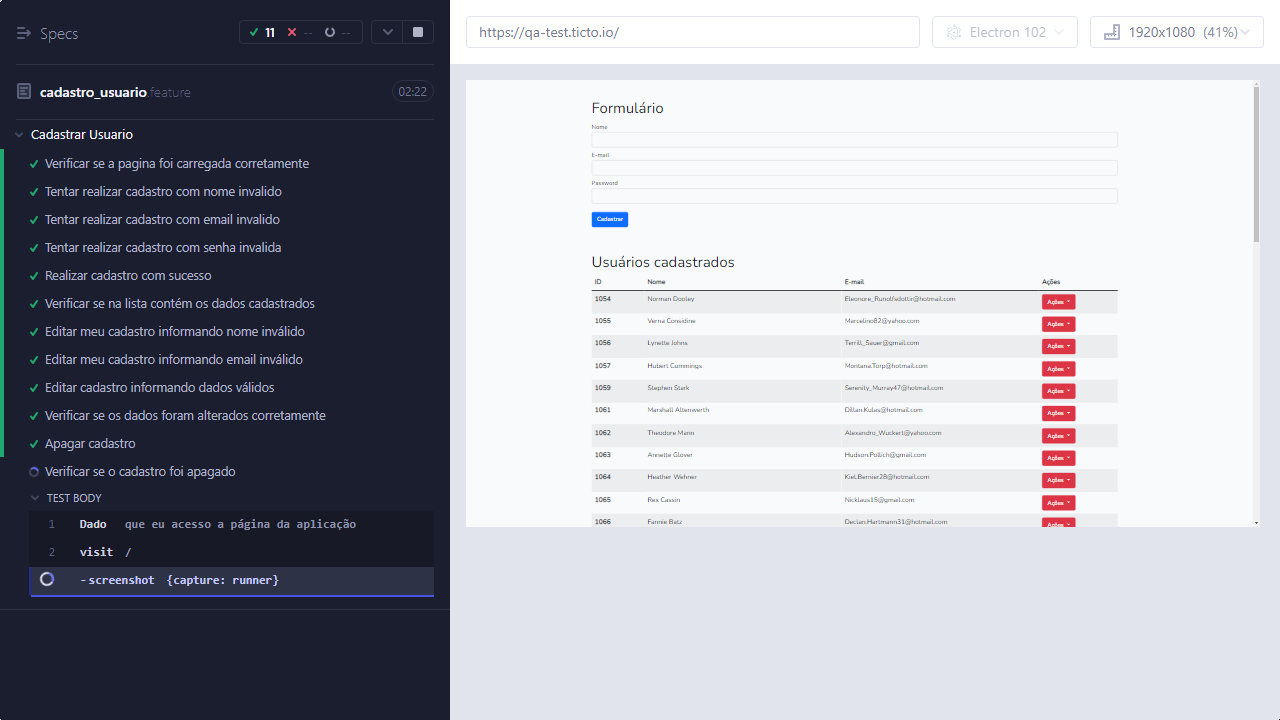 Specs
11 -- --
cadastro_usuario.feature 02:22
Cadastrar Usuario
Verificar se a pagina foi carregada corretamente
Tentar realizar cadastro com nome invalido
Tentar realizar cadastro com email invalido
Tentar realizar cadastro com senha invalida
Realizar cadastro com sucesso
Verificar se na lista contém os dados cadastrados
Editar meu cadastro informando nome inválido
Editar meu cadastro informando email inválido
Editar cadastro informando dados válidos
Verificar se os dados foram alterados corretamente
Apagar cadastro
Verificar se o cadastro foi apagado
TEST BODY
1 Dado que eu acesso a página da aplicação
2 visit /
-screenshot {capture: runner}
https://qa-test.ticto.io/
Electron 102
1920x1080 (41%)
Formulário
Nome
E-mail
Password
Cadastrar
Usuários cadastrados
ID Nome E-mail Ações
1054 Norman Dooley Eleonore_Runolfsdottir@hotmail.com Ações
1055 Verna Considine Marcelino82@yahoo.com Ações
1056 Lynette Johns Terrill_Sauer@gmail.com Ações
1057 Hubert Cummings Montana.Torp@hotmail.com Ações
1059 Stephen Stark Serenity_Murray47@hotmail.com Ações
1061 Marshall Altenwerth Dillan.Kulas@hotmail.com Ações
1062 Theodore Mann Alexandro_Wuckert@yahoo.com Ações
1063 Annette Glover Hudson.Pollich@gmail.com Ações
1064 Heather Wehner Kiel.Bernier28@hotmail.com Ações
1065 Rex Cassin Nicklaus15@gmail.com Ações
1066 Fannie Batz Declan.Hartmann31@hotmail.com Ações